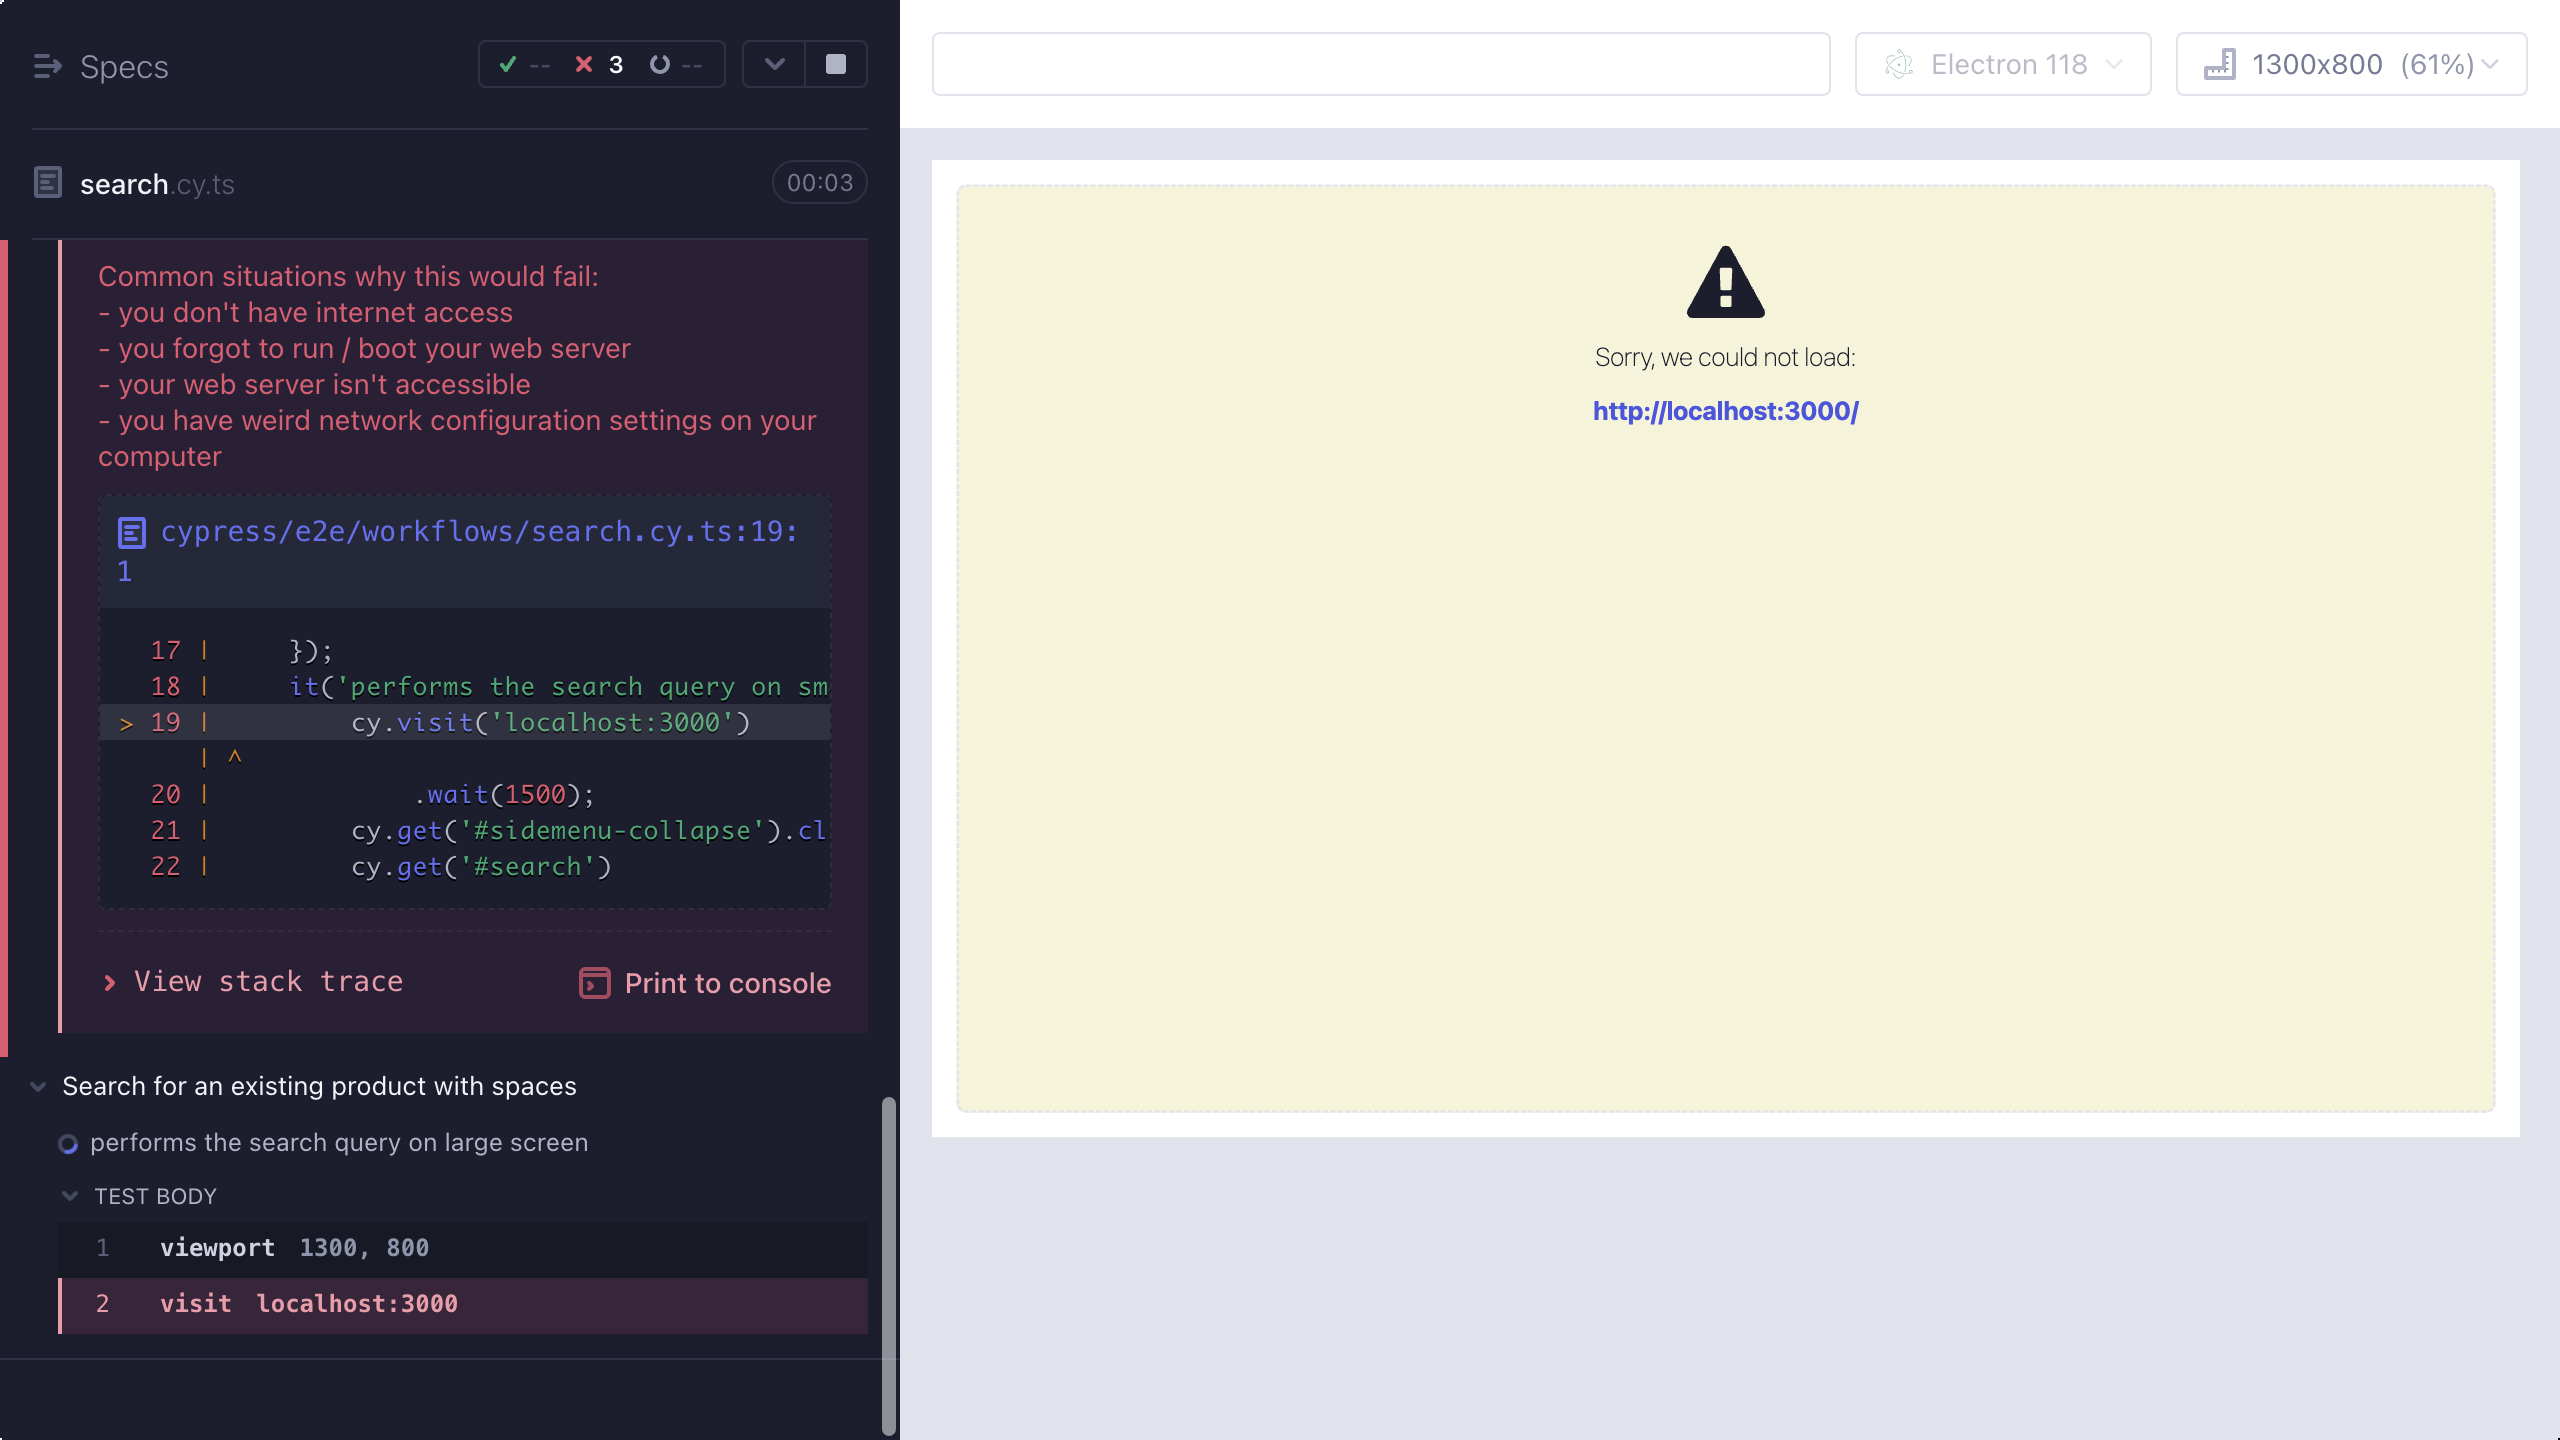 Specs
-- 3 --
search.cy.ts
00:03
Common situations why this would fail:
- you don't have internet access
- you forgot to run / boot your web server
- your web server isn't accessible
- you have weird network configuration settings on your
computer
cypress/e2e/workflows/search.cy.ts:19:
1
17 | });
18 | it('performs the search query on sm
> 19 | cy.visit('localhost:3000')
| ^
20 | .wait(1500);
21 | cy.get('#sidemenu-collapse').cl
22 | cy.get('#search')
View stack trace
Print to console
Search for an existing product with spaces
performs the search query on large screen
TEST BODY
1 viewport 1300, 800
2 visit localhost:3000
Electron 118
1300x800 (61%)
Sorry, we could not load:
http://localhost:3000/